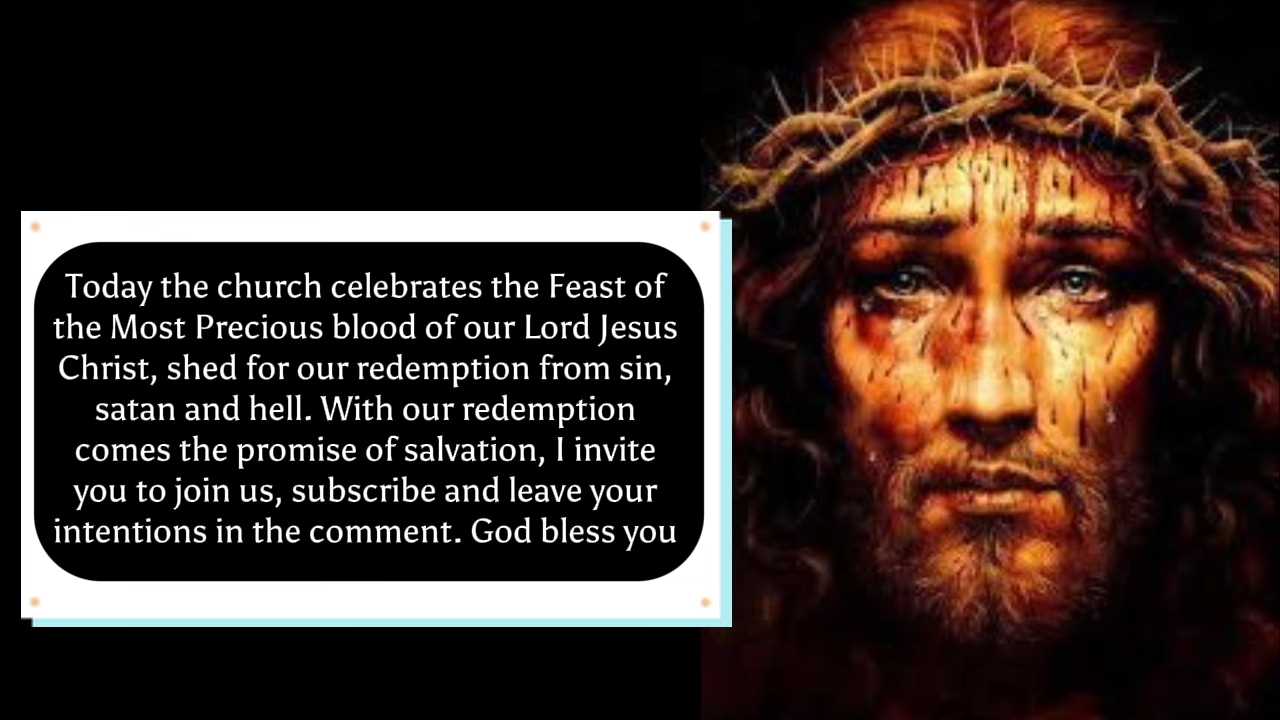 Today the church celebrates the Feast of
the Most Precious blood of our Lord Jesus
Christ, shed for our redemption from sin,
satan and hell. With our redemption
comes the promise of salvation, I invite
you to join us, subscribe and leave your
intentions in the comment. God bless you